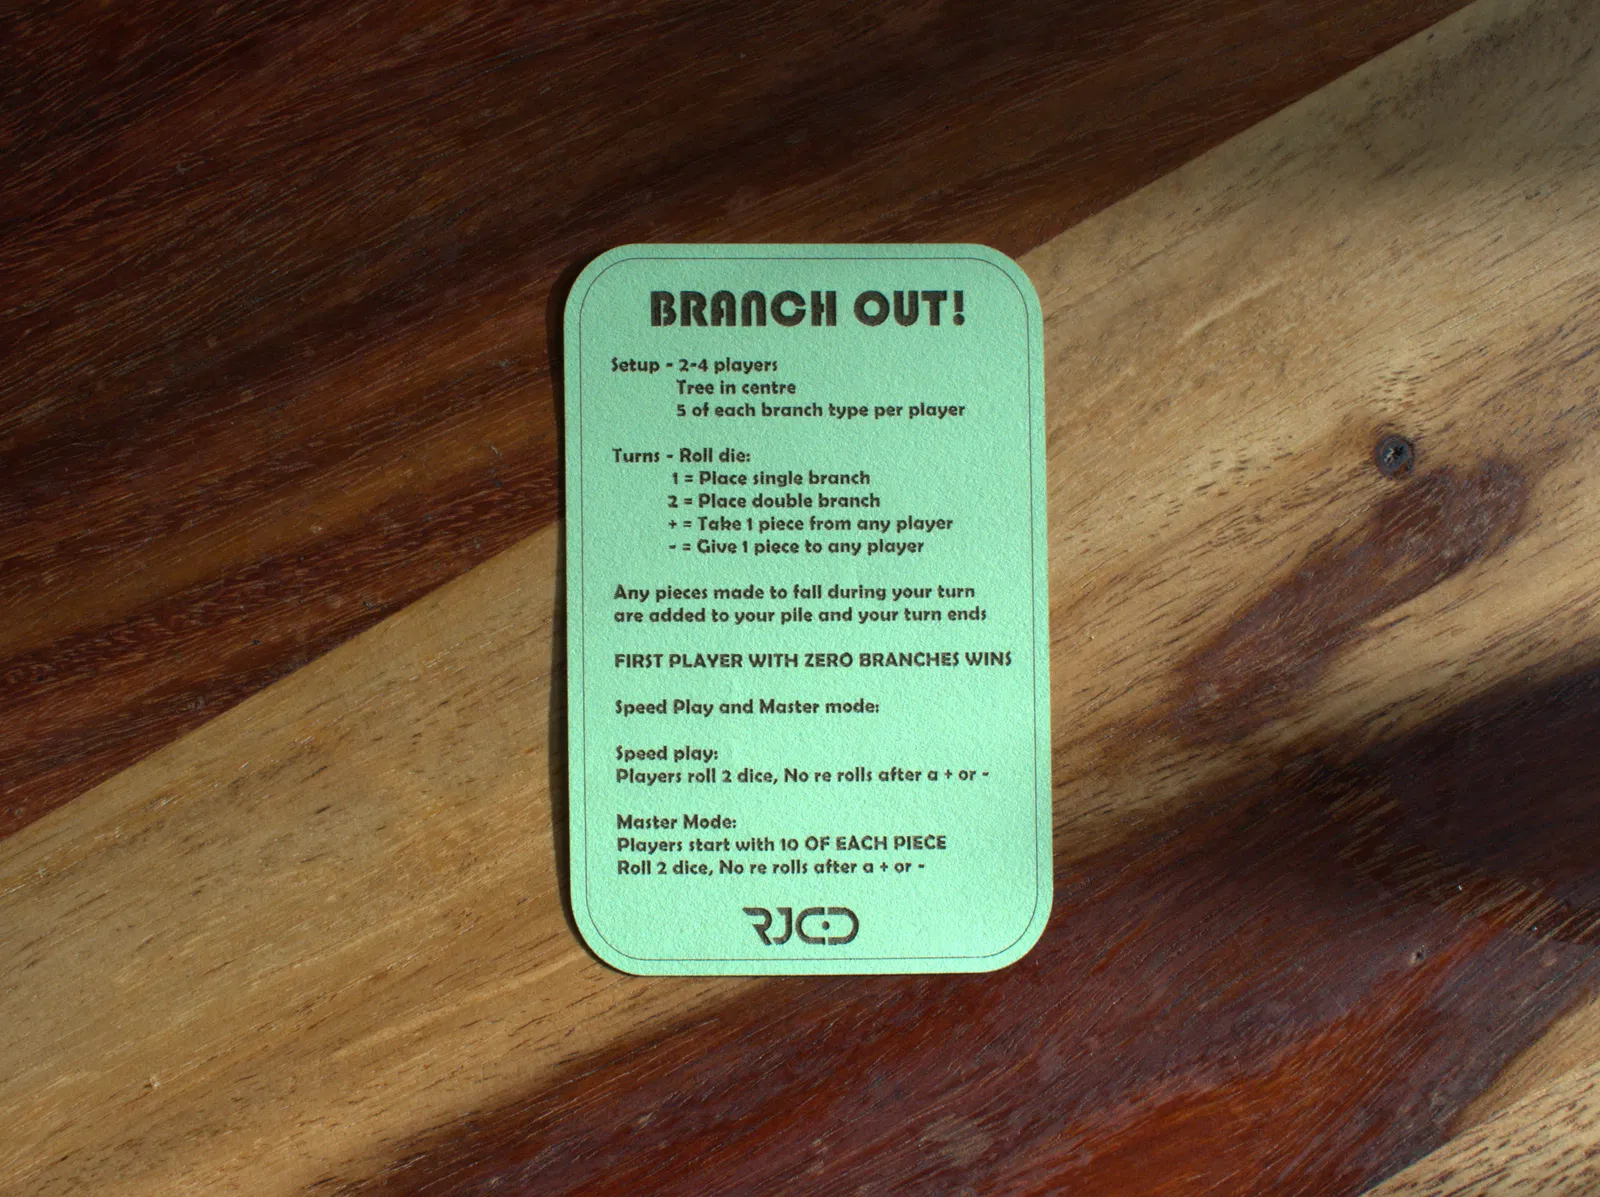 BRANCH OUT!
Setup - 2-4 players
Tree in centre
5 of each branch type per player
Turns - Roll die:
1 = Place single branch
2 = Place double branch
+ = Take 1 piece from any player
- = Give 1 piece to any player
Any pieces made to fall during your turn
are added to your pile and your turn ends
FIRST PLAYER WITH ZERO BRANCHES WINS
Speed Play and Master mode:
Speed play:
Players roll 2 dice, No re rolls after a + or -
Master Mode:
Players start with 10 OF EACH PIECE
Roll 2 dice, No re rolls after a + or -
RJCD